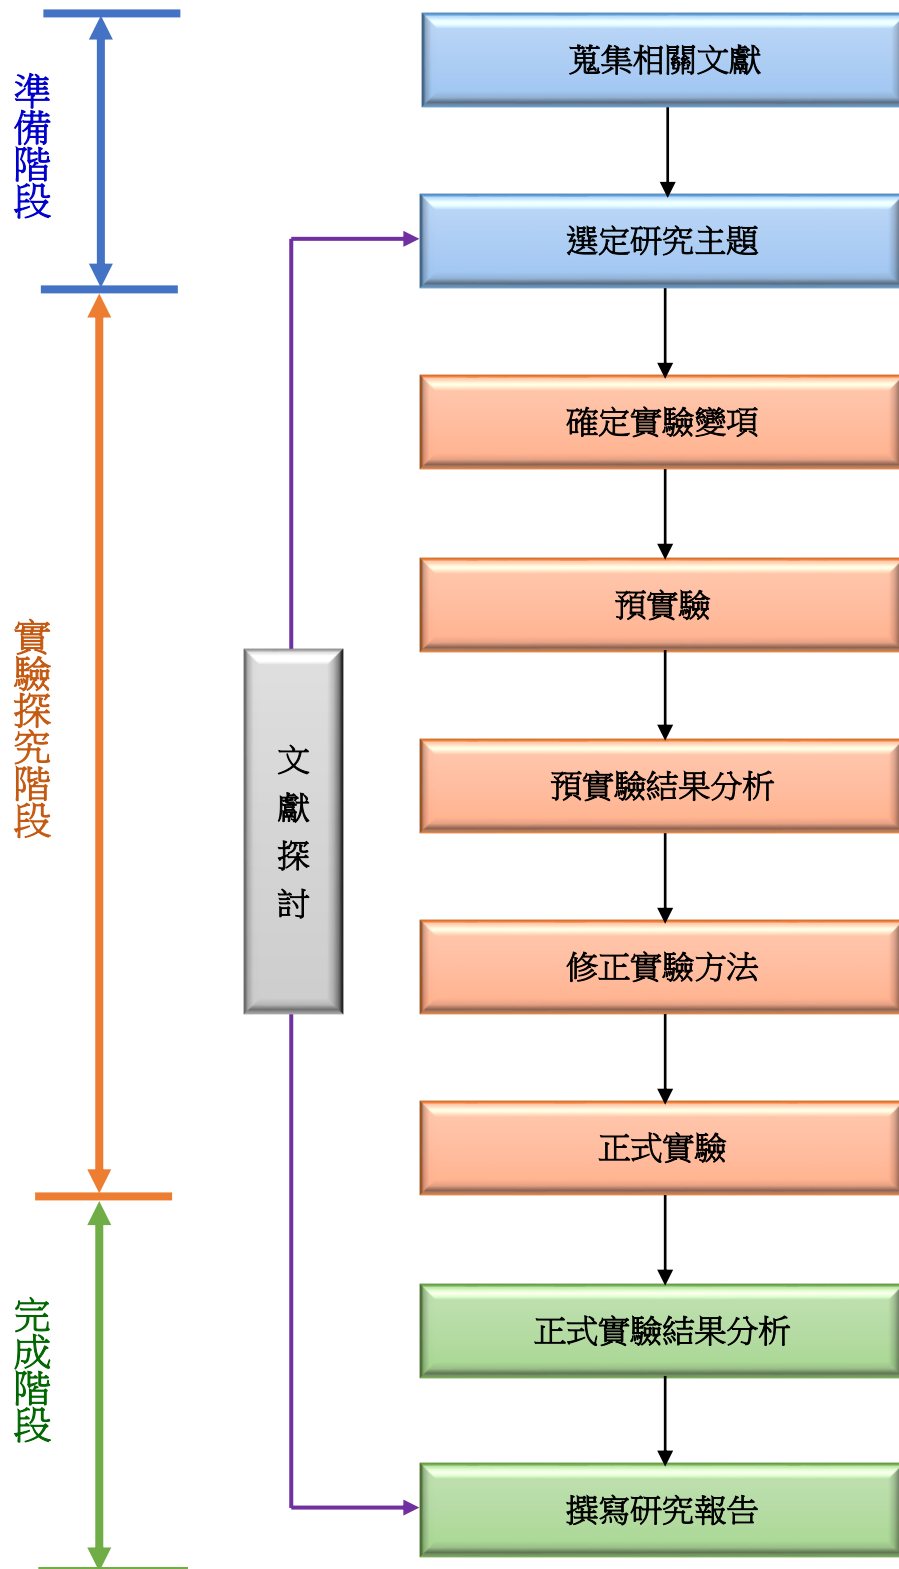 準備階段
蒐集相關文獻
選定研究主題
實驗探究階段
確定實驗變項
預實驗
文獻探討
預實驗結果分析
修正實驗方法
正式實驗
完成階段
正式實驗結果分析
撰寫研究報告